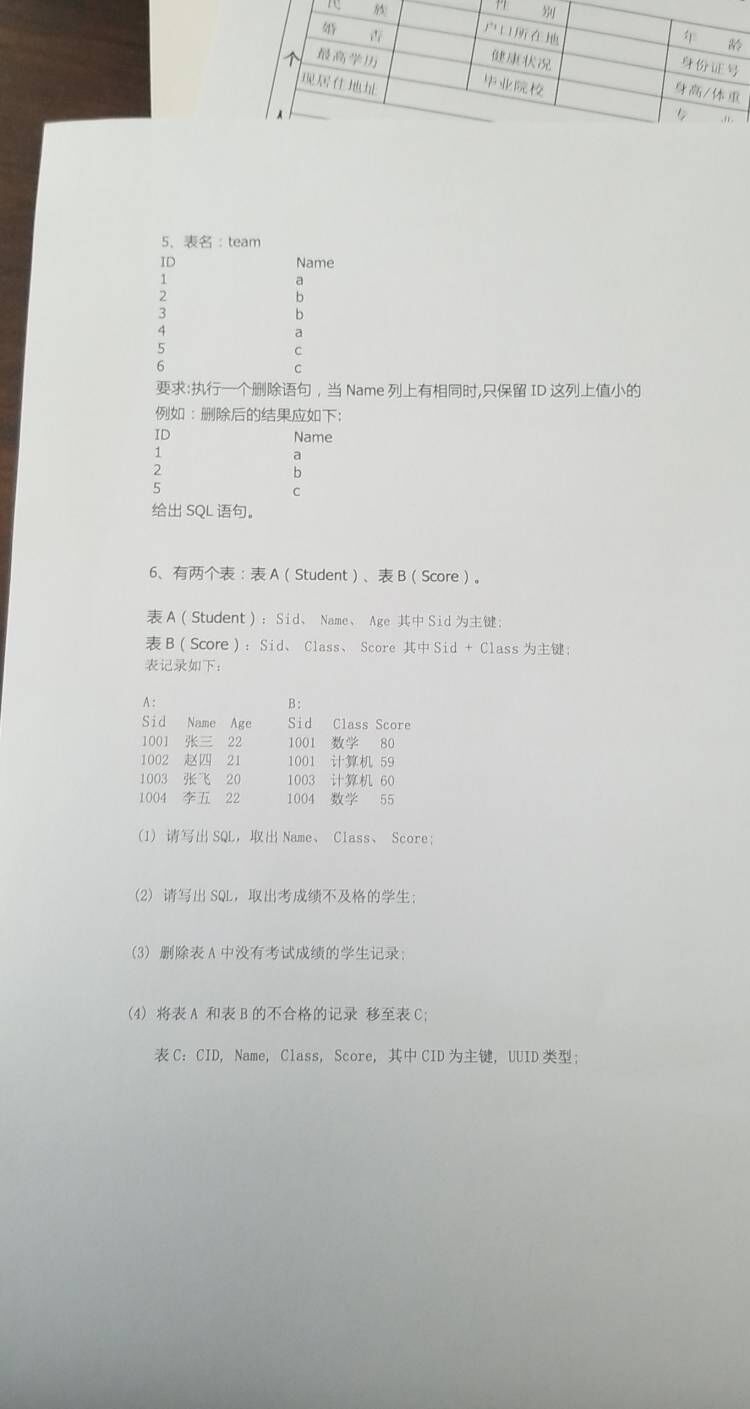 民 族 性 别
婚 否 户口所在地 年 龄
个 最高学历 健康状况 身份证号
现居住地址 毕业院校 身高/体重
专 业
5、表名：team
ID Name
1 a
2 b
3 b
4 a
5 c
6 c
要求:执行一个删除语句，当 Name 列上有相同时,只保留 ID 这列上值小的
例如：删除后的结果应如下:
ID Name
1 a
2 b
5 c
给出 SQL 语句。
6、有两个表：表 A（Student）、表 B（Score）。
表 A（Student）: Sid、 Name、 Age 其中 Sid 为主键;
表 B（Score）: Sid、 Class、 Score 其中 Sid + Class 为主键;
表记录如下:
A: B:
Sid Name Age Sid Class Score
1001 张三 22 1001 数学 80
1002 赵四 21 1001 计算机 59
1003 张飞 20 1003 计算机 60
1004 李五 22 1004 数学 55
(1) 请写出 SQL, 取出 Name、 Class、 Score;
(2) 请写出 SQL, 取出考成绩不及格的学生;
(3) 删除表 A 中没有考试成绩的学生记录;
(4) 将表 A 和表 B 的不合格的记录 移至表 C;
表 C: CID, Name, Class, Score, 其中 CID 为主键, UUID 类型;